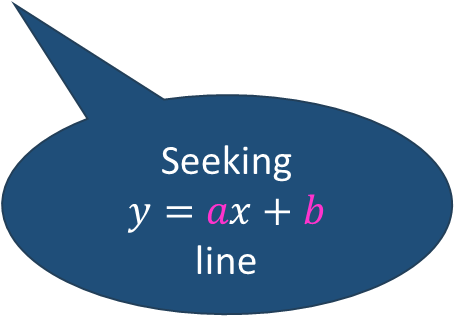 Seeking
y = ax + b
line